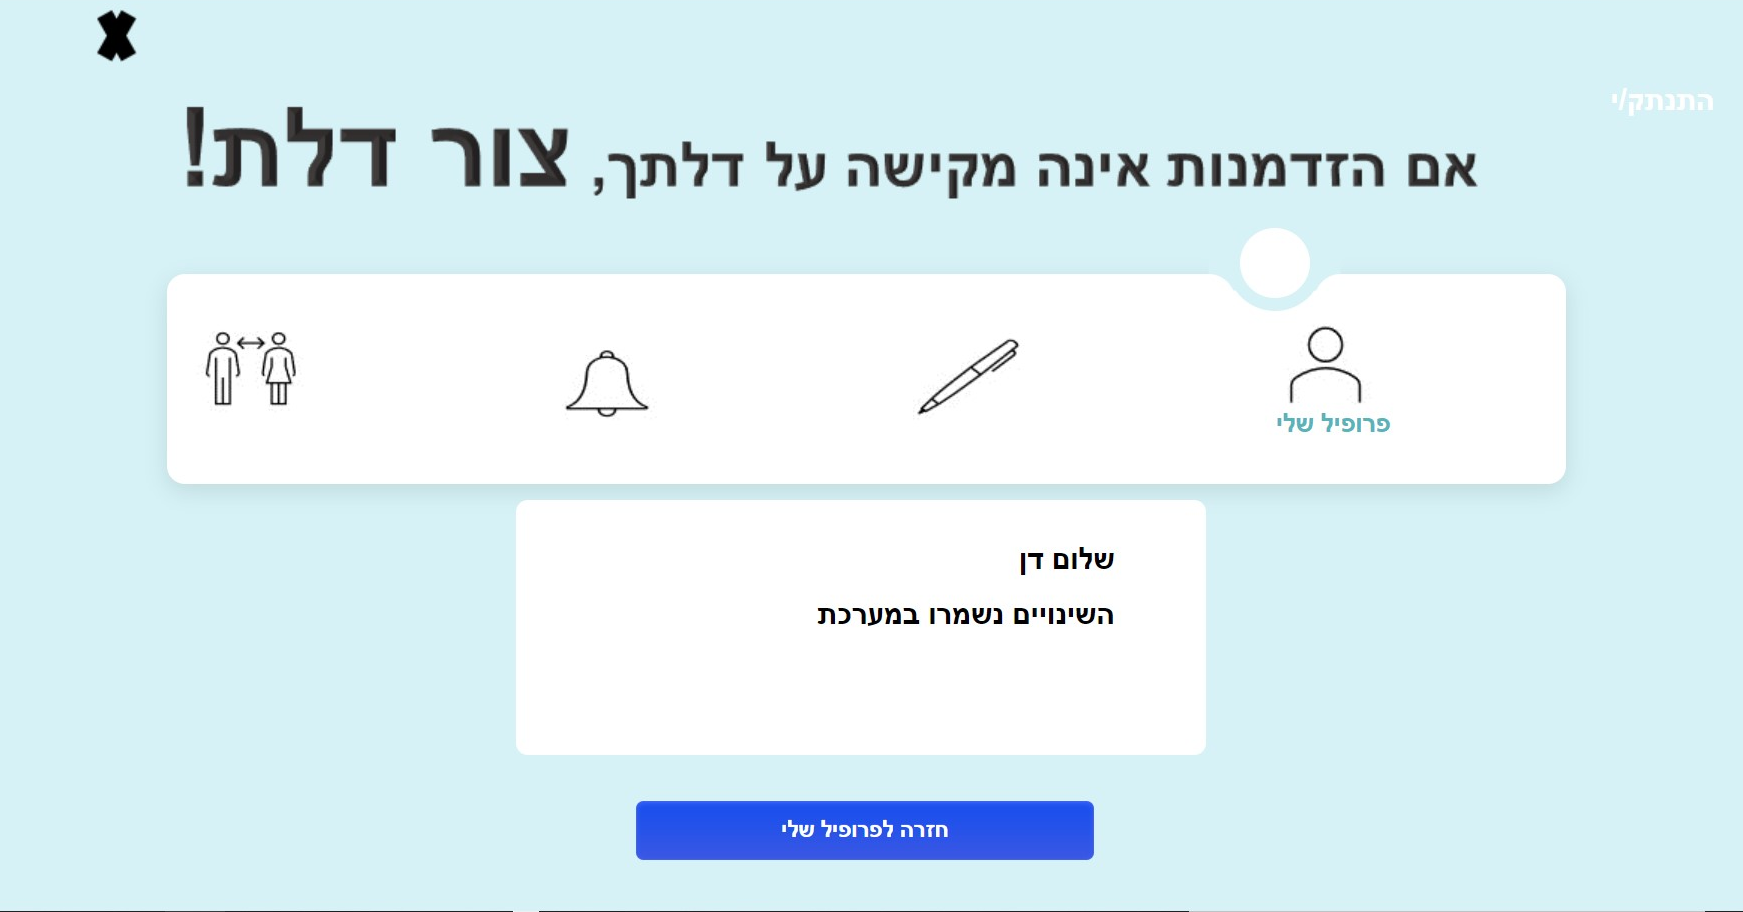 התנתק/י
אם הזדמנות אינה מקישה על דלתך, צור דלת!
פרופיל שלי
שלום דן
השינויים נשמרו במערכת
חזרה לפרופיל שלי